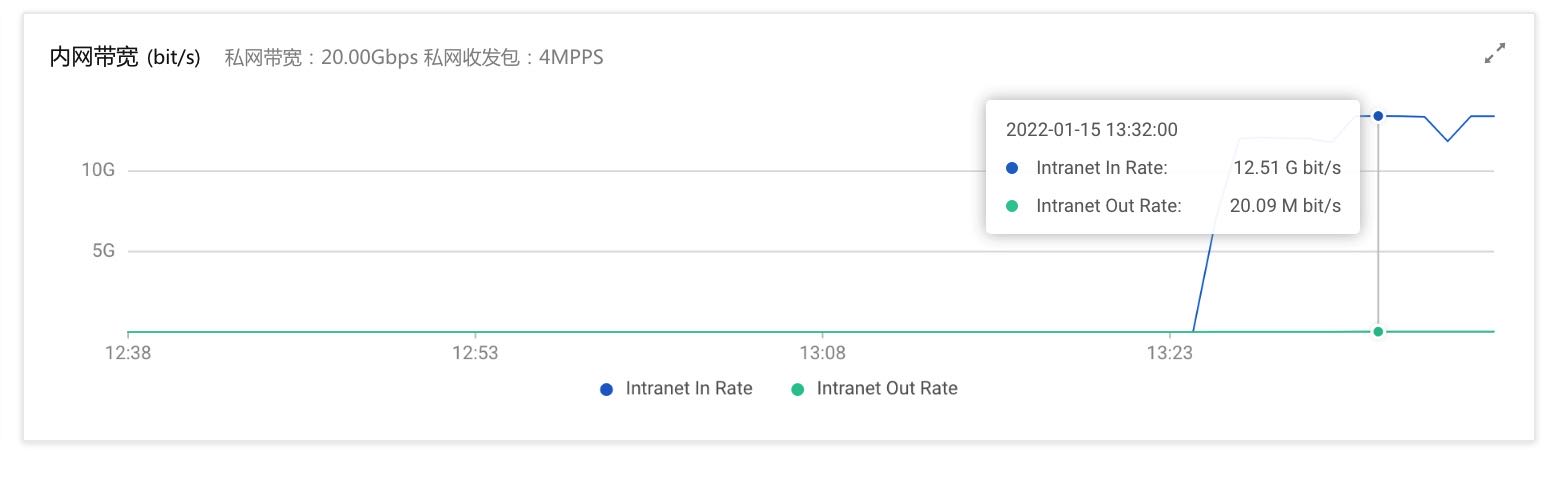 内网带宽 (bit/s) 私网带宽：20.00Gbps 私网收发包：4MPPS
2022-01-15 13:32:00
Intranet In Rate: 12.51 G bit/s
Intranet Out Rate: 20.09 M bit/s
10G
5G
12:38 12:53 13:08 13:23
Intranet In Rate Intranet Out Rate